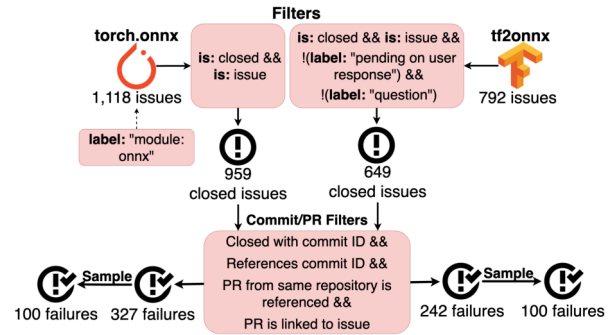 Filters
torch.onnx
is: closed &&
is: issue
1,118 issues
label: "module:
onnx"
is: closed && is: issue &&
!(label: "pending on user
response") &&
!(label: "question")
tf2onnx
792 issues
959
closed issues
649
closed issues
Commit/PR Filters
Closed with commit ID &&
References commit ID &&
PR from same repository is
referenced &&
PR is linked to issue
Sample
100 failures
327 failures
Sample
242 failures
100 failures